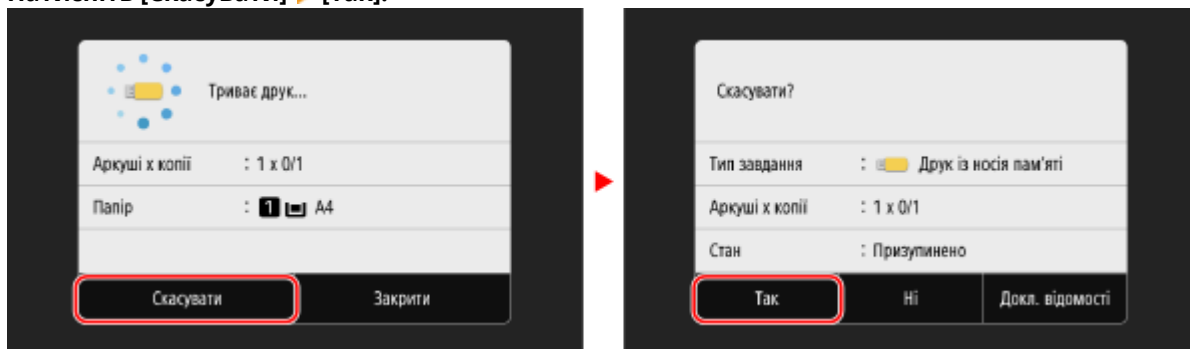 Натисніть [Скасувати] ▶ [Так].
Триває друк...
Аркуші x копії : 1 x 0/1
Папір : 1 A4
Скасувати Закрити
Скасувати?
Тип завдання : Друк із носія пам'яті
Аркуші x копії : 1 x 0/1
Стан : Призупинено
Так Ні Докл. відомості